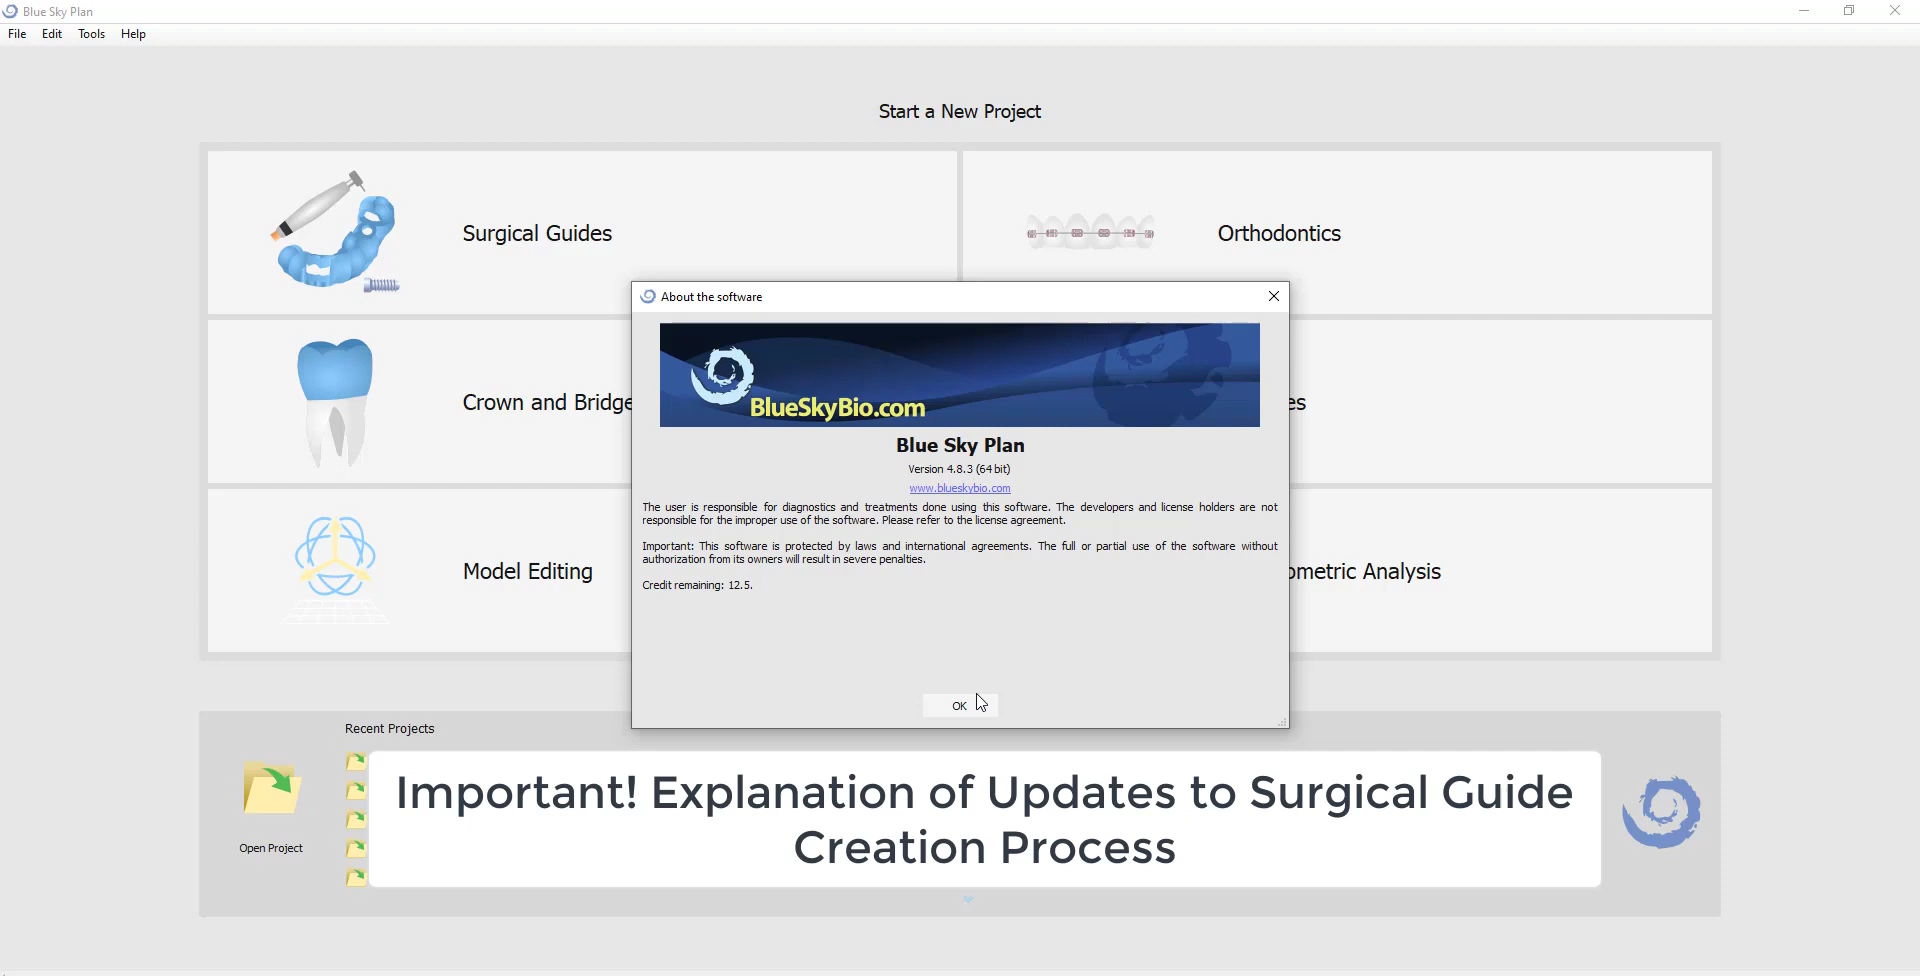 Blue Sky Plan
File Edit Tools Help
Start a New Project
Surgical Guides
Orthodontics
About the software
BlueSkyBio.com
Crown and Bridge
es
Blue Sky Plan
Version 4.8.3 (64 bit)
www.blueskybio.com
The user is responsible for diagnostics and treatments done using this software. The developers and license holders are not
responsible for the improper use of the software. Please refer to the license agreement.
Important: This software is protected by laws and international agreements. The full or partial use of the software without
authorization from its owners will result in severe penalties.
Model Editing
ometric Analysis
Credit remaining: 12.5.
OK
Recent Projects
Open Project
Important! Explanation of Updates to Surgical Guide
Creation Process